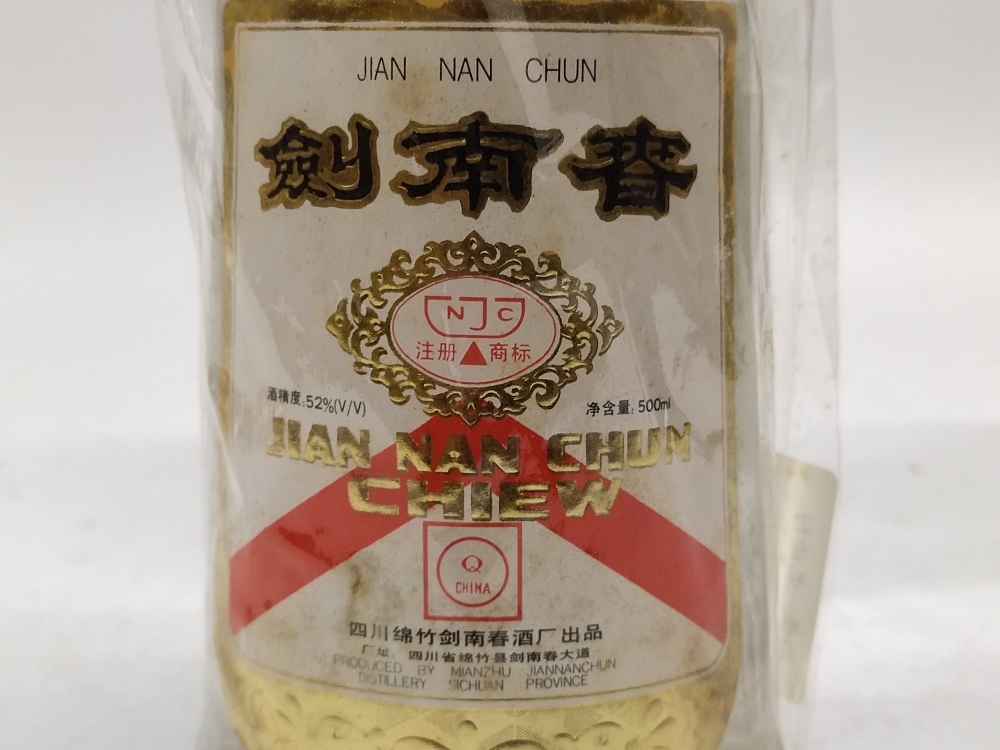 JIAN NAN CHUN
劍南春
NJC
注册 商标
酒精度:52%(V/V)
净含量:500ml
JIAN NAN CHUN
CHIEW
Q
CHINA
四川绵竹剑南春酒厂出品
厂址:四川省绵竹县剑南春大道
PRODUCED BY MIANZHU JIANNANCHUN
DISTILLERY SICHUAN PROVINCE